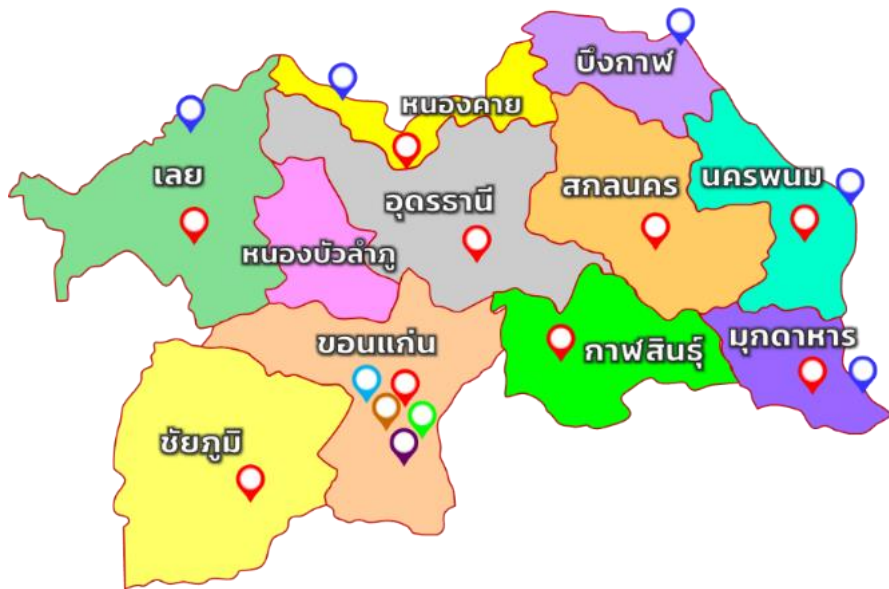 บึงกาฬ
หนองคาย
เลย
อุดรธานี
สกลนคร
นครพนม
หนองบัวลำภู
ขอนแก่น
กาฬสินธุ์
มุกดาหาร
ชัยภูมิ